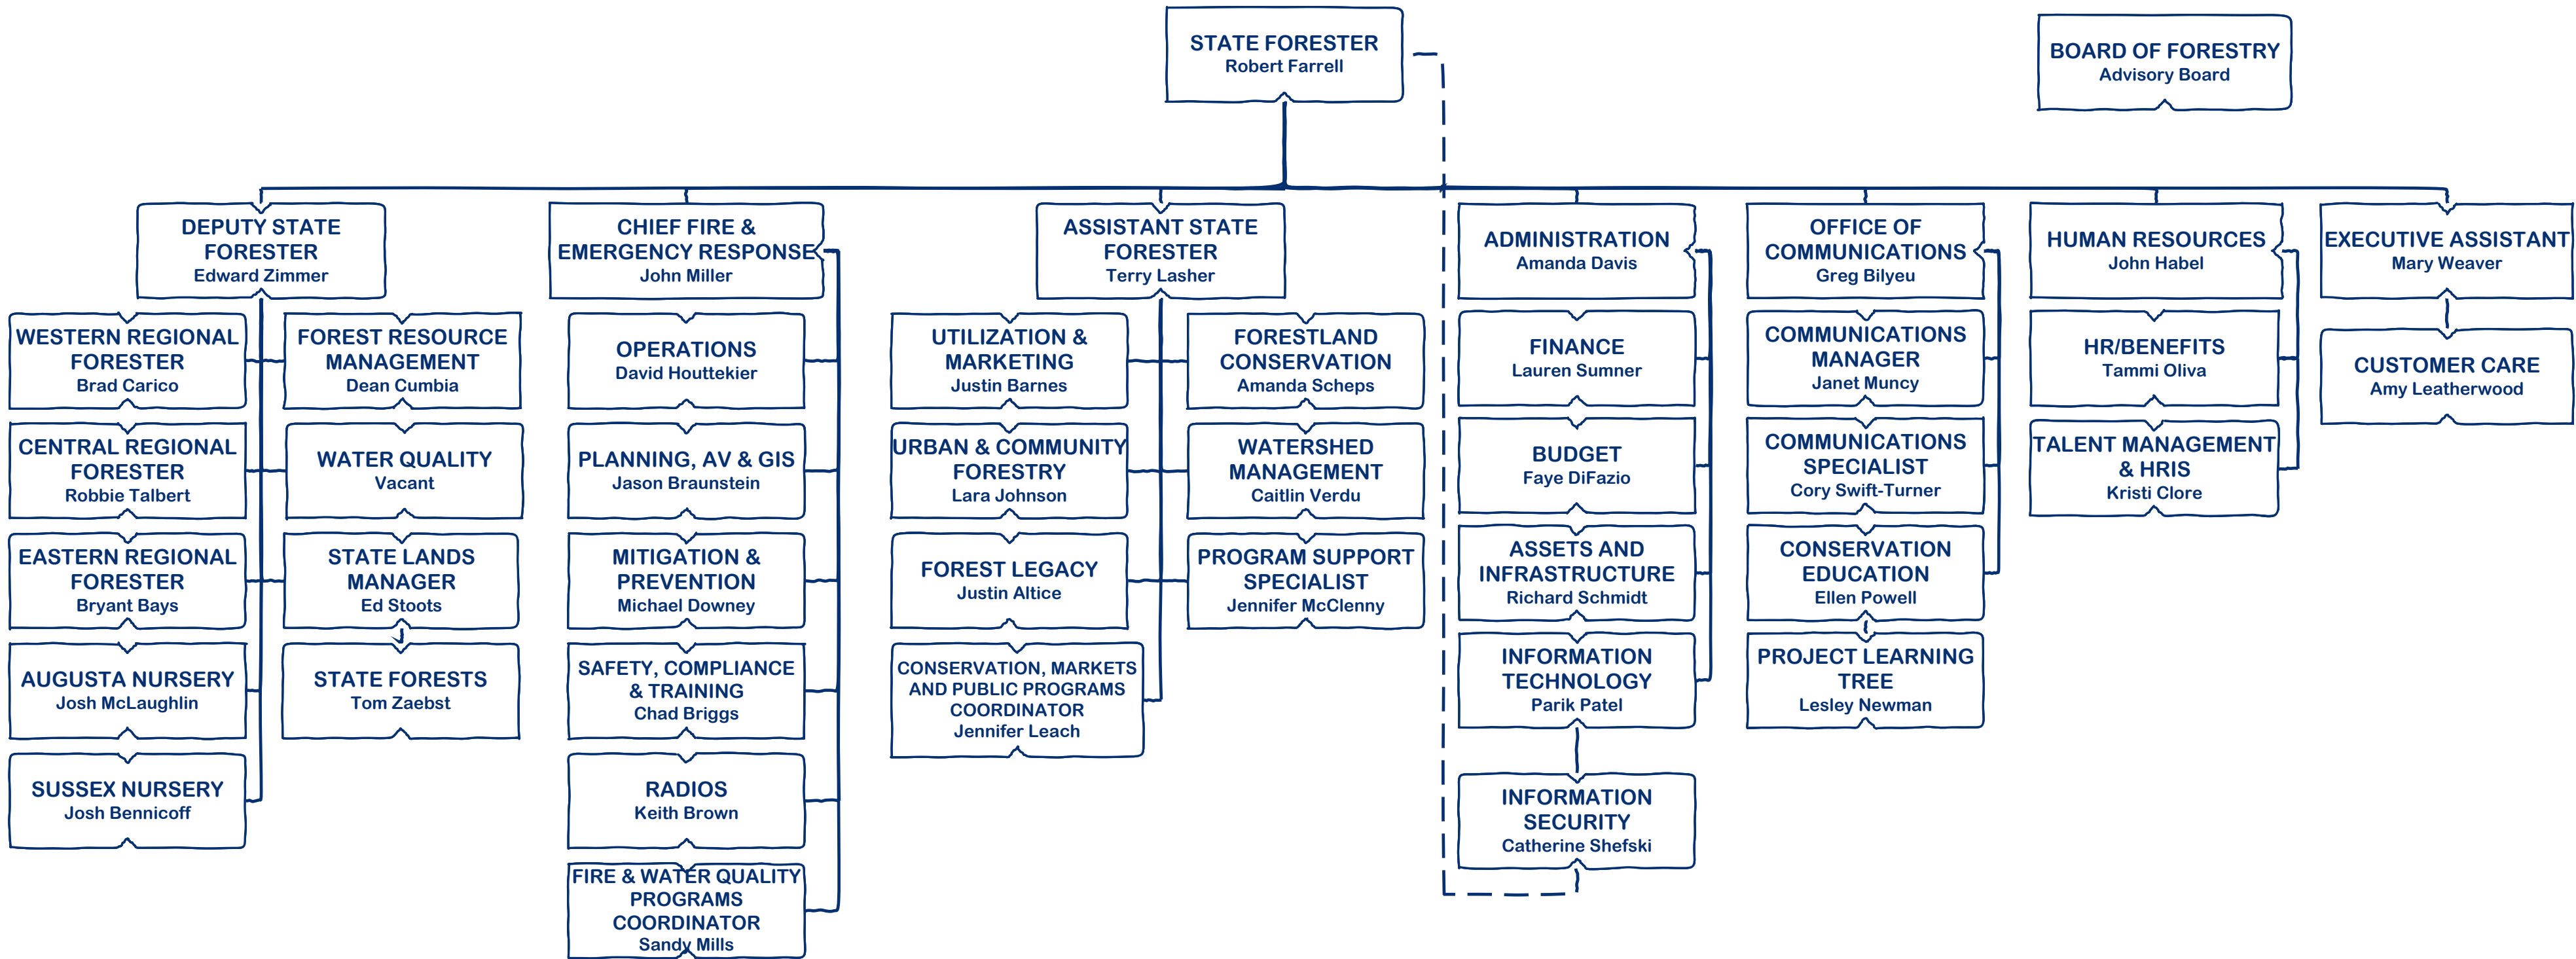 STATE FORESTER
Robert Farrell
BOARD OF FORESTRY
Advisory Board
DEPUTY STATE
FORESTER
Edward Zimmer
CHIEF FIRE &
EMERGENCY RESPONSE
John Miller
ASSISTANT STATE
FORESTER
Terry Lasher
ADMINISTRATION
Amanda Davis
OFFICE OF
COMMUNICATIONS
Greg Bilyeu
HUMAN RESOURCES
John Habel
EXECUTIVE ASSISTANT
Mary Weaver
WESTERN REGIONAL
FORESTER
Brad Carico
FOREST RESOURCE
MANAGEMENT
Dean Cumbia
CENTRAL REGIONAL
FORESTER
Robbie Talbert
WATER QUALITY
Vacant
EASTERN REGIONAL
FORESTER
Bryant Bays
STATE LANDS
MANAGER
Ed Stoots
AUGUSTA NURSERY
Josh McLaughlin
STATE FORESTS
Tom Zaebst
SUSSEX NURSERY
Josh Bennicoff
OPERATIONS
David Houttekier
PLANNING, AV & GIS
Jason Braunstein
MITIGATION &
PREVENTION
Michael Downey
SAFETY, COMPLIANCE
& TRAINING
Chad Briggs
RADIOS
Keith Brown
FIRE & WATER QUALITY
PROGRAMS
COORDINATOR
Sandy Mills
UTILIZATION &
MARKETING
Justin Barnes
FORESTLAND
CONSERVATION
Amanda Scheps
URBAN & COMMUNITY
FORESTRY
Lara Johnson
WATERSHED
MANAGEMENT
Caitlin Verdu
FOREST LEGACY
Justin Altice
PROGRAM SUPPORT
SPECIALIST
Jennifer McClenny
CONSERVATION, MARKETS
AND PUBLIC PROGRAMS
COORDINATOR
Jennifer Leach
FINANCE
Lauren Sumner
BUDGET
Faye DiFazio
ASSETS AND
INFRASTRUCTURE
Richard Schmidt
INFORMATION
TECHNOLOGY
Parik Patel
INFORMATION
SECURITY
Catherine Shefski
COMMUNICATIONS
MANAGER
Janet Muncy
COMMUNICATIONS
SPECIALIST
Cory Swift-Turner
CONSERVATION
EDUCATION
Ellen Powell
PROJECT LEARNING
TREE
Lesley Newman
HR/BENEFITS
Tammi Oliva
TALENT MANAGEMENT
& HRIS
Kristi Clore
CUSTOMER CARE
Amy Leatherwood